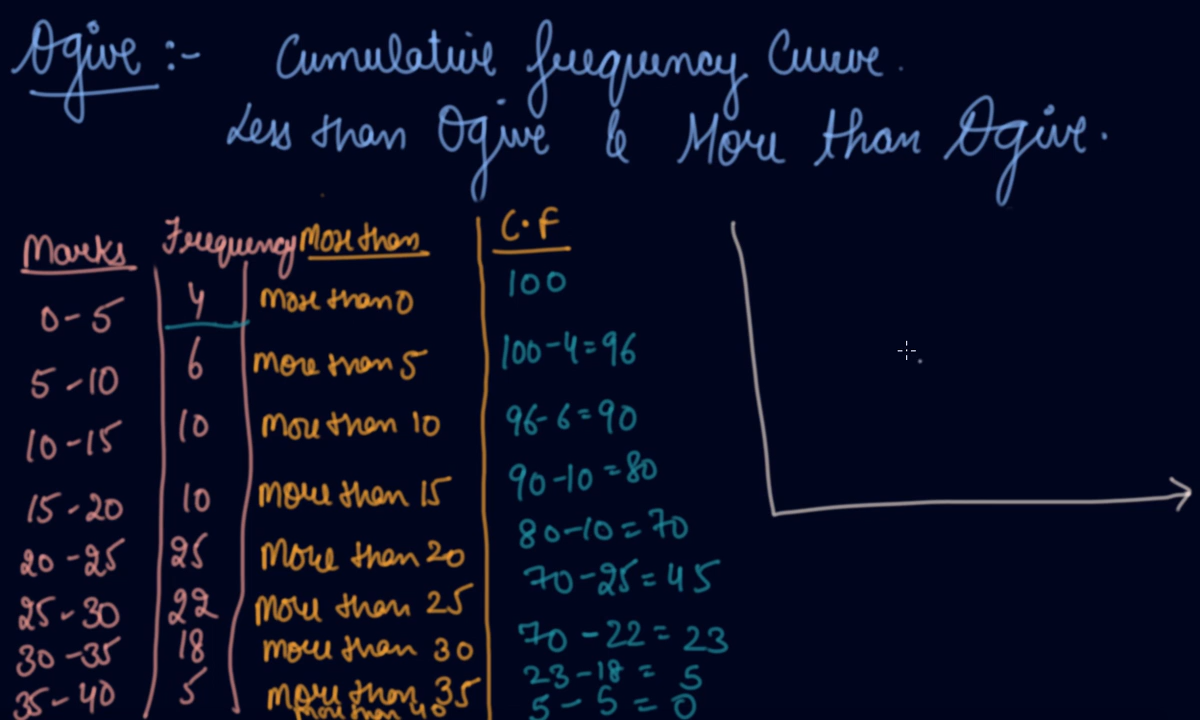 Ogive :- Cumulative frequency Curve.
Less than Ogive & More than Ogive.
Marks Frequency More than C.F
0-5 4 More than 0 100
5-10 6 More than 5 100-4=96
10-15 10 More than 10 96-6=90
15-20 10 More than 15 90-10=80
20-25 25 More than 20 80-10=70
25-30 22 More than 25 70-25=45
30-35 18 more than 30 70-22=23
35-40 5 more than 35 23-18=5
more than 40 5-5=0